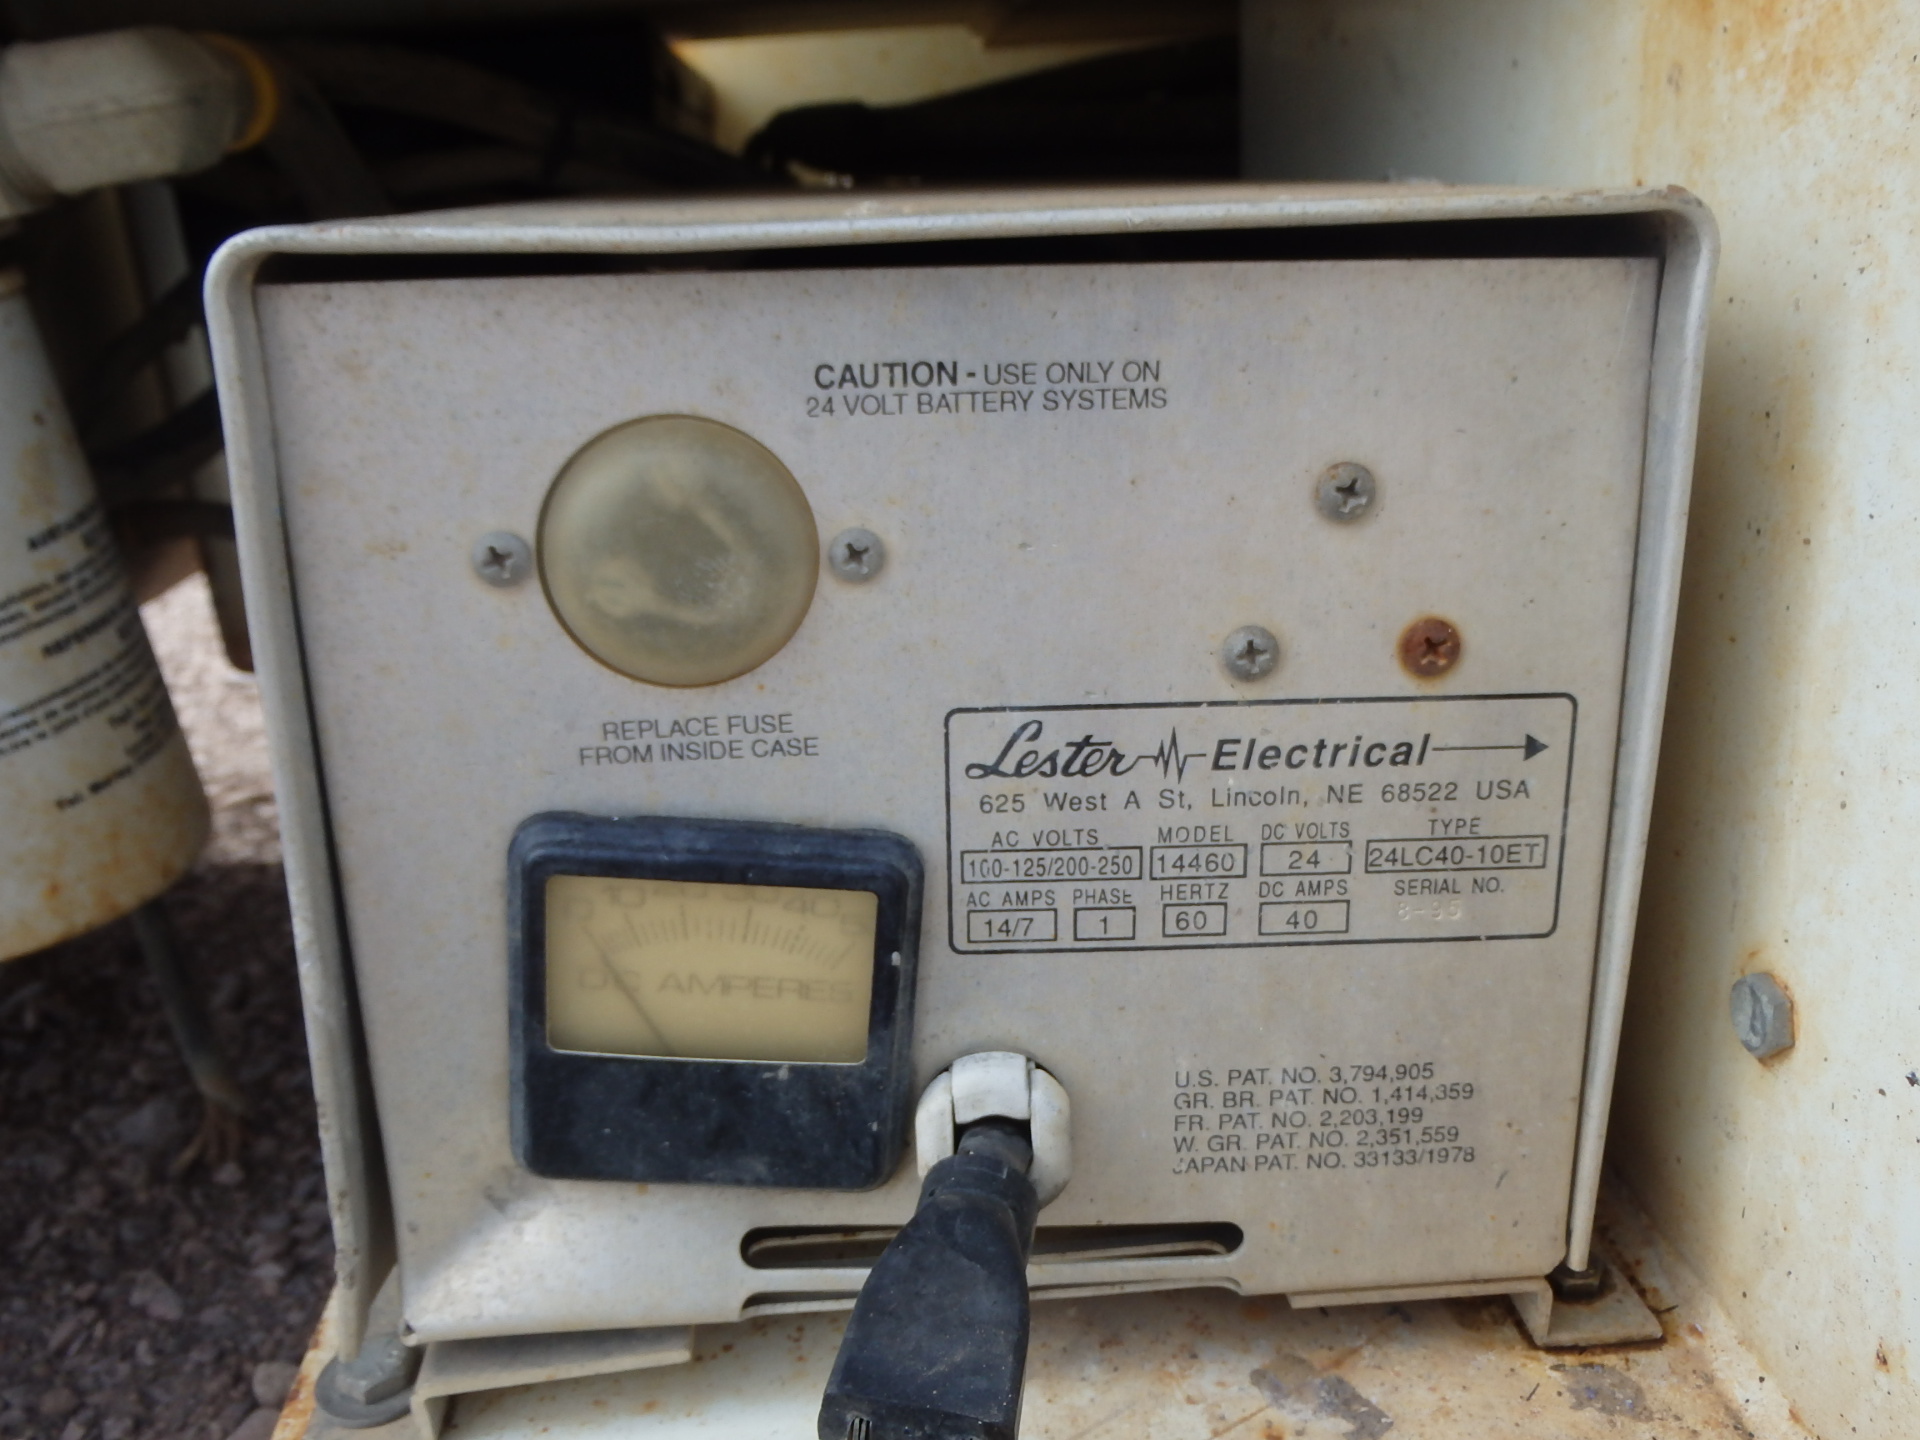 CAUTION - USE ONLY ON
24 VOLT BATTERY SYSTEMS
REPLACE FUSE
FROM INSIDE CASE
Lester Electrical
625 West A St, Lincoln, NE 68522 USA
AC VOLTS MODEL DC VOLTS TYPE
100-125/200-250 14460 24 24LC40-10ET
AC AMPS PHASE HERTZ DC AMPS SERIAL NO.
14/7 1 60 40
10 20 30 40
DC AMPERES
U.S. PAT. NO. 3,794,905
GR. BR. PAT. NO. 1,414,359
FR. PAT. NO. 2,203,199
W. GR. PAT. NO. 2,351,559
JAPAN PAT. NO. 33133/1978